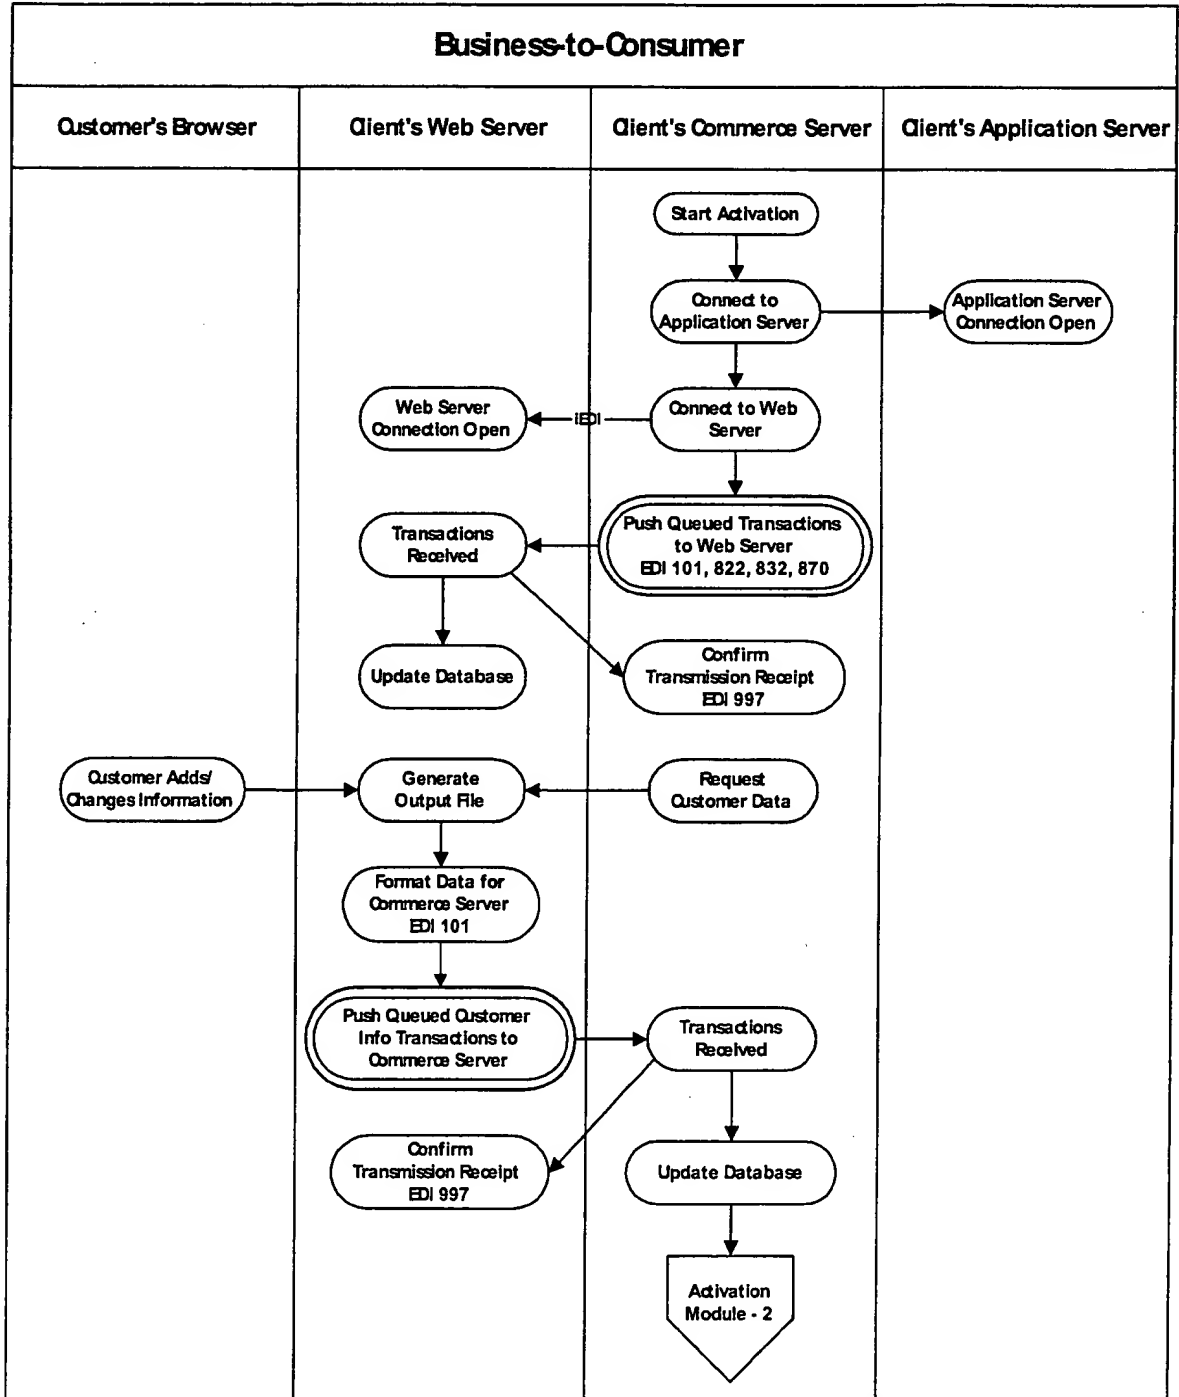 Business-to-Consumer
Customer's Browser
Client's Web Server
Client's Commerce Server
Client's Application Server
Start Activation
Connect to
Application Server
Application Server
Connection Open
Web Server
Connection Open
iEDI
Connect to Web
Server
Transactions
Received
Push Queued Transactions
to Web Server
EDI 101, 822, 832, 870
Update Database
Confirm
Transmission Receipt
EDI 997
Customer Adds/
Changes Information
Generate
Output File
Request
Customer Data
Format Data for
Commerce Server
EDI 101
Push Queued Customer
Info Transactions to
Commerce Server
Transactions
Received
Confirm
Transmission Receipt
EDI 997
Update Database
Activation
Module - 2